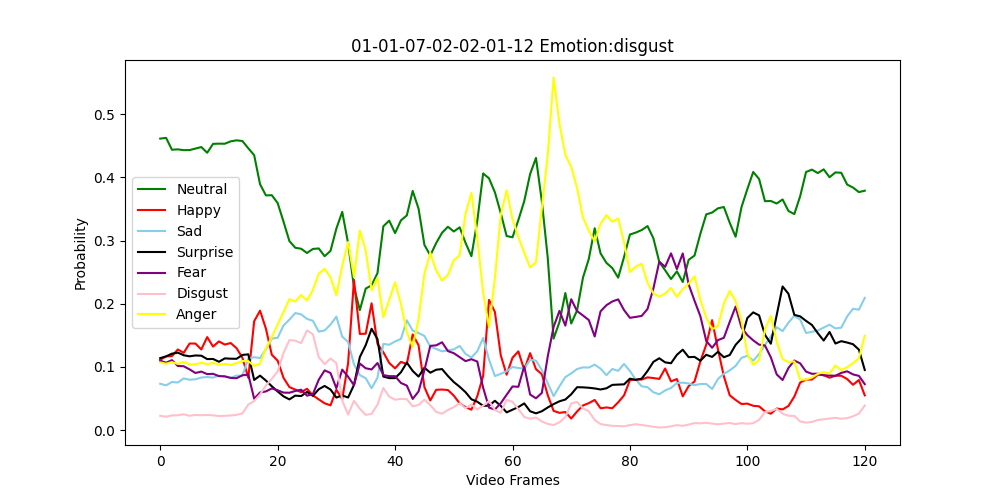 01-01-07-02-02-01-12 Emotion:disgust
Probability
0.5
0.4
0.3
0.2
0.1
0.0
Neutral
Happy
Sad
Surprise
Fear
Disgust
Anger
0 20 40 60 80 100 120
Video Frames